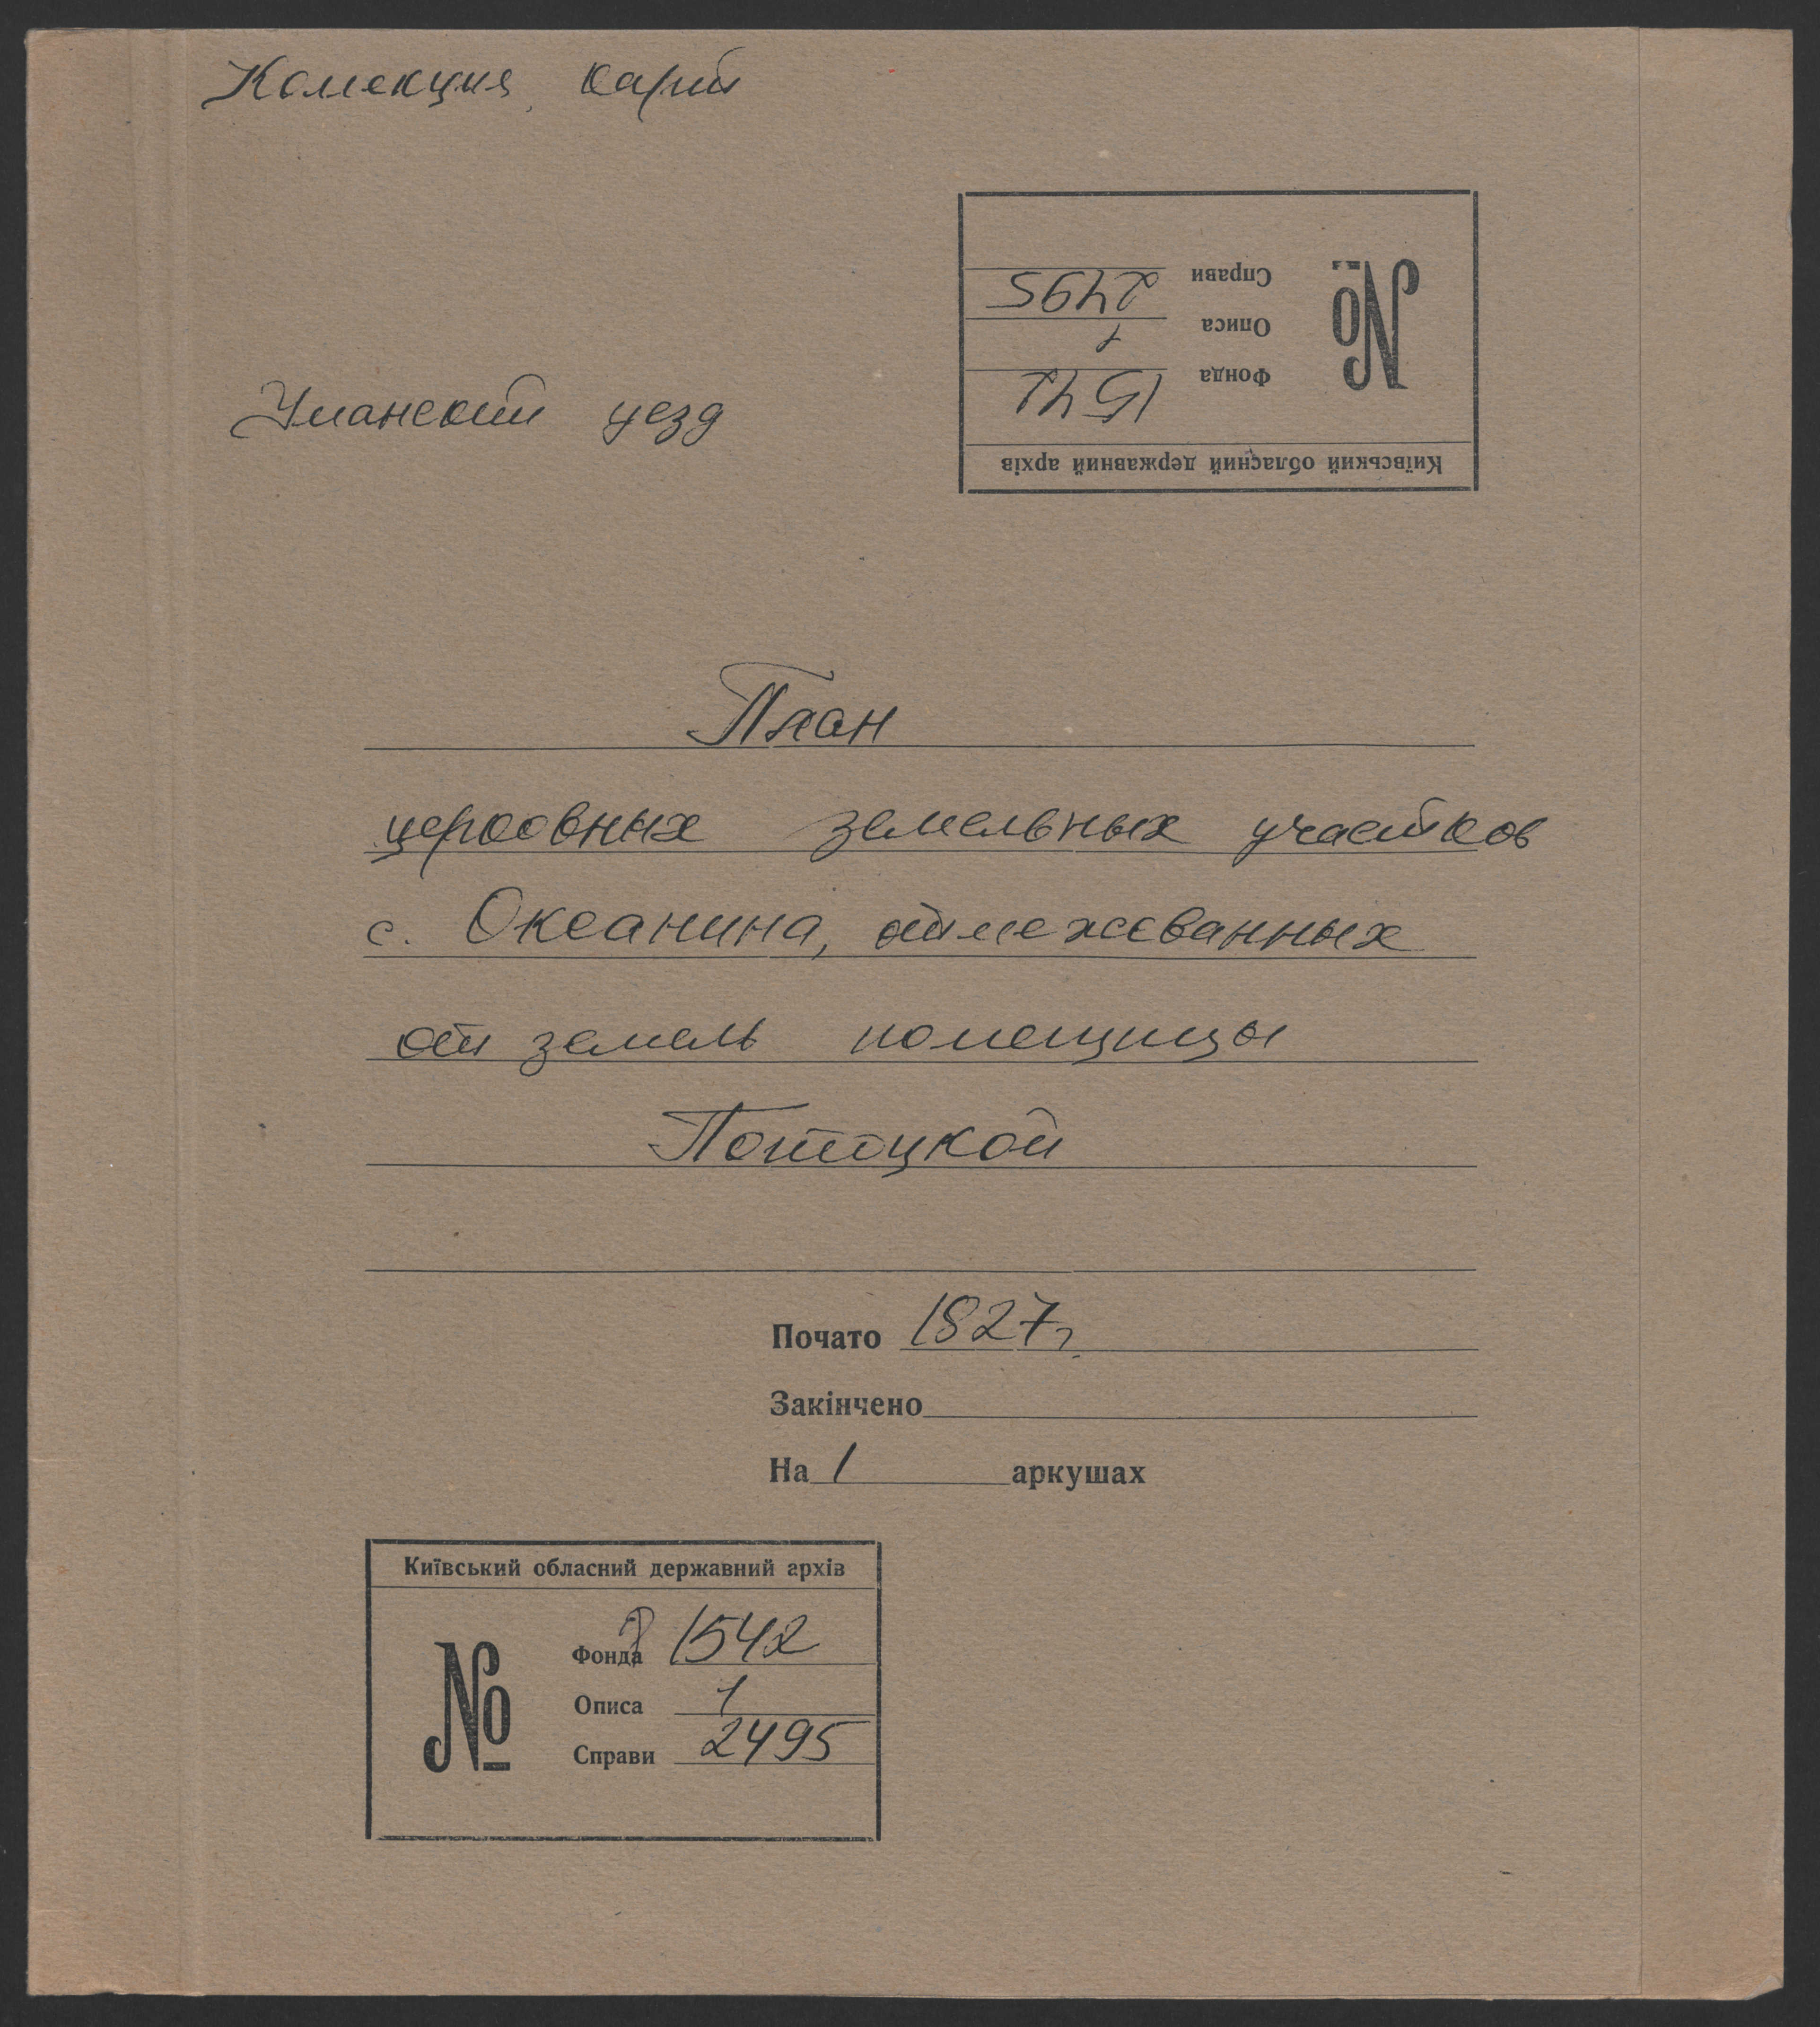 Колекция карт
Справи 2495
Описа 1
Фонда 1542
Київський обласний державний архів
№
Уманский уезд
План
церковных земельных участков
с. Океанина, отмежеванных
от земель помещицы
Потоцкой
Почато 1827 г.
Закінчено
На 1 аркушах
Київський обласний державний архів
№
Фонда Р 1542
Описа 1
Справи 2495